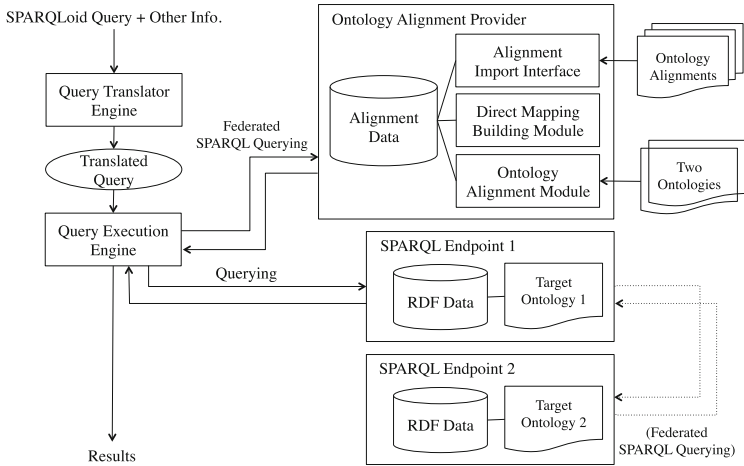 SPARQLoid Query + Other Info.
Query Translator
Engine
Translated
Query
Query Execution
Engine
Results
Federated
SPARQL Querying
Querying
Ontology Alignment Provider
Alignment
Data
Alignment
Import Interface
Direct Mapping
Building Module
Ontology
Alignment Module
Ontology
Alignments
Two
Ontologies
SPARQL Endpoint 1
RDF Data
Target
Ontology 1
SPARQL Endpoint 2
RDF Data
Target
Ontology 2
(Federated
SPARQL Querying)